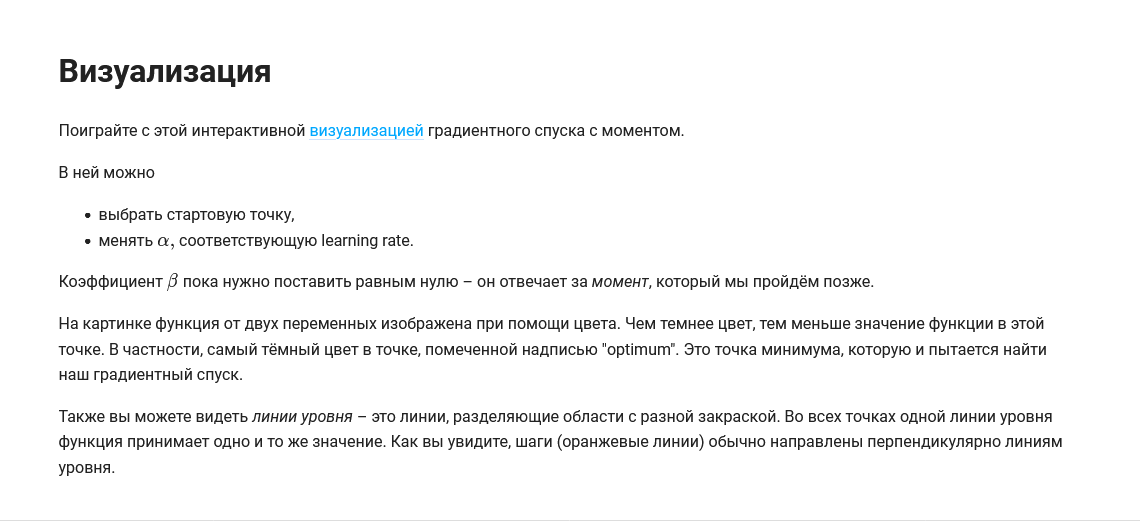 Визуализация
Поиграйте с этой интерактивной визуализацией градиентного спуска с моментом.
В ней можно
• выбрать стартовую точку,
• менять α, соответствующую learning rate.
Коэффициент β пока нужно поставить равным нулю – он отвечает за момент, который мы пройдём позже.
На картинке функция от двух переменных изображена при помощи цвета. Чем темнее цвет, тем меньше значение функции в этой
точке. В частности, самый тёмный цвет в точке, помеченной надписью "optimum". Это точка минимума, которую и пытается найти
наш градиентный спуск.
Также вы можете видеть линии уровня – это линии, разделяющие области с разной закраской. Во всех точках одной линии уровня
функция принимает одно и то же значение. Как вы увидите, шаги (оранжевые линии) обычно направлены перпендикулярно линиям
уровня.